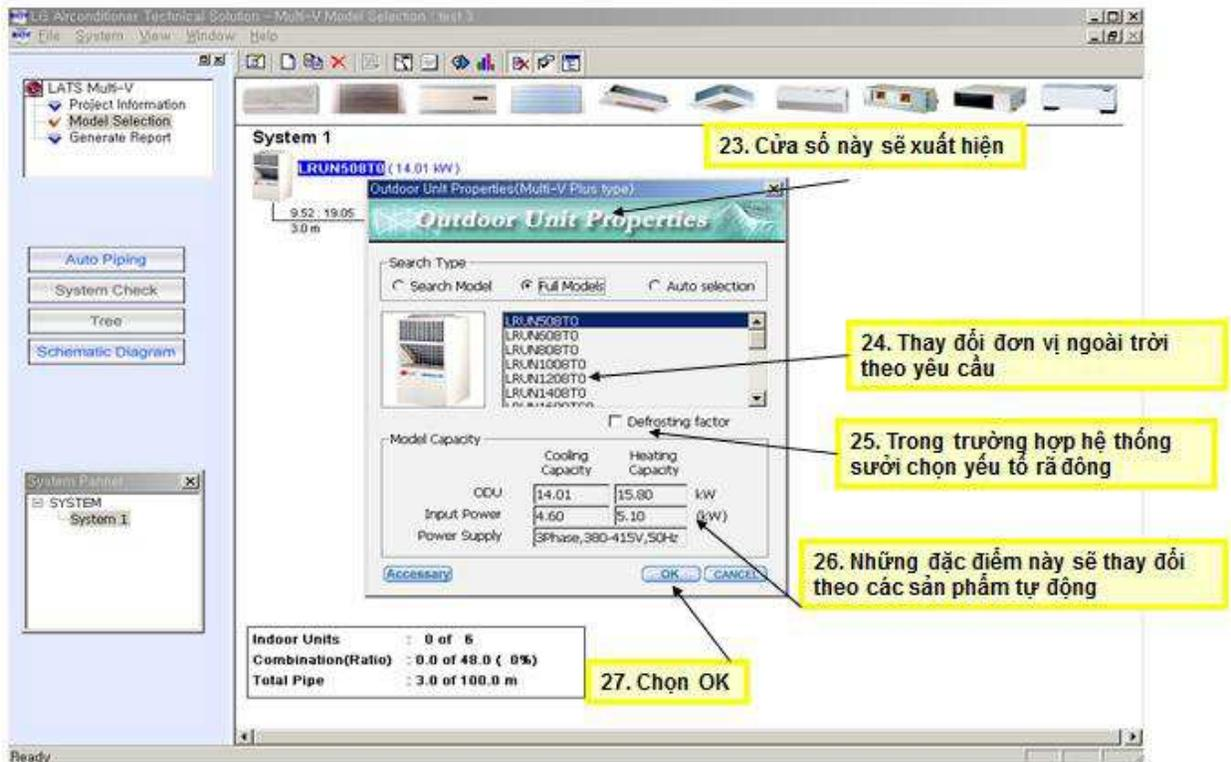 LG Airconditioner Technical Solution - Multi-V Model Selection : test 3
File System View Window Help
LATS Multi-V
Project Information
Model Selection
Generate Report
Auto Piping
System Check
Tree
Schematic Diagram
System Pannel
SYSTEM
System 1
System 1
LRUN508T0 (14.01 kW)
9.52 : 19.05
3.0 m
23. Cửa số này sẽ xuất hiện
Outdoor Unit Properties(Multi-V Plus type)
Outdoor Unit Properties
Search Type
Search Model Full Models Auto selection
LRUN508T0
LRUN608T0
LRUN808T0
LRUN1008T0
LRUN1208T0
LRUN1408T0
24. Thay đổi đơn vị ngoài trời
theo yêu cầu
Defrosting factor
25. Trong trường hợp hệ thống
sưởi chọn yếu tố rã đông
Model Capacity
Cooling Heating
Capacity Capacity
ODU 14.01 15.80 kW
Input Power 4.60 5.10 (kW)
Power Supply 3Phase,380-415V,50Hz
26. Những đặc điểm này sẽ thay đổi
theo các sản phẩm tự động
Accessary OK CANCEL
27. Chọn OK
Indoor Units : 0 of 6
Combination(Ratio) : 0.0 of 48.0 ( 0%)
Total Pipe : 3.0 of 100.0 m
Ready